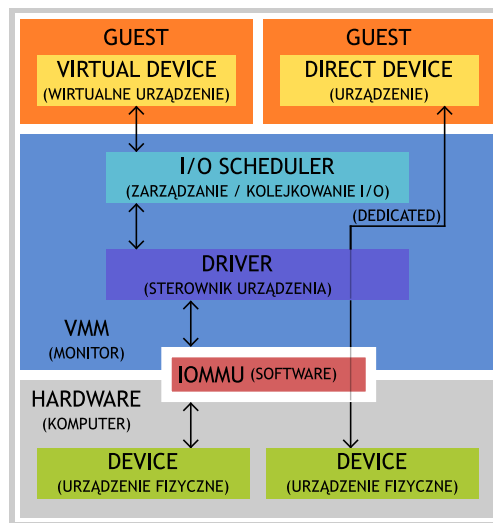 GUEST
VIRTUAL DEVICE
(WIRTUALNE URZĄDZENIE)
GUEST
DIRECT DEVICE
(URZĄDZENIE)
I/O SCHEDULER
(ZARZĄDZANIE / KOLEJKOWANIE I/O)
(DEDICATED)
DRIVER
(STEROWNIK URZĄDZENIA)
VMM
(MONITOR)
IOMMU (SOFTWARE)
HARDWARE
(KOMPUTER)
DEVICE
(URZĄDZENIE FIZYCZNE)
DEVICE
(URZĄDZENIE FIZYCZNE)